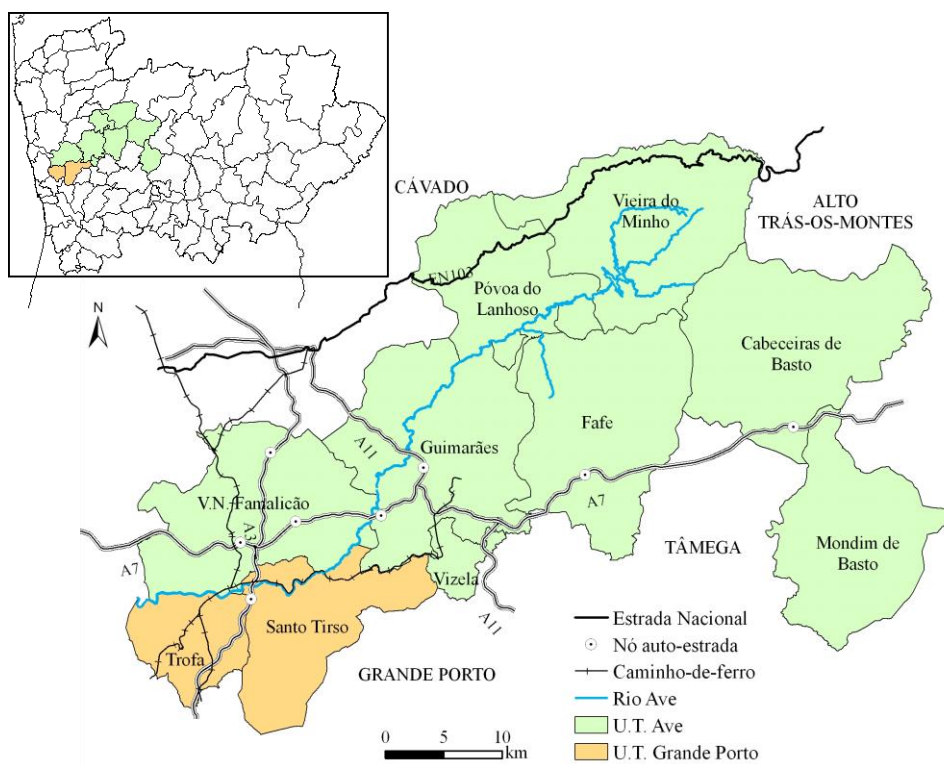 CÁVADO
Vieira do
Minho
ALTO
TRÁS-OS-MONTES
EN103
Póvoa do
Lanhoso
N
Cabeceiras de
Basto
A11
Guimarães
Fafe
V.N. Famalicão
A3
A7
A7
TÂMEGA
Mondim de
Basto
Vizela
A11
Santo Tirso
Trofa
GRANDE PORTO
Estrada Nacional
Nó auto-estrada
Caminho-de-ferro
Rio Ave
U.T. Ave
U.T. Grande Porto
0 5 10
km